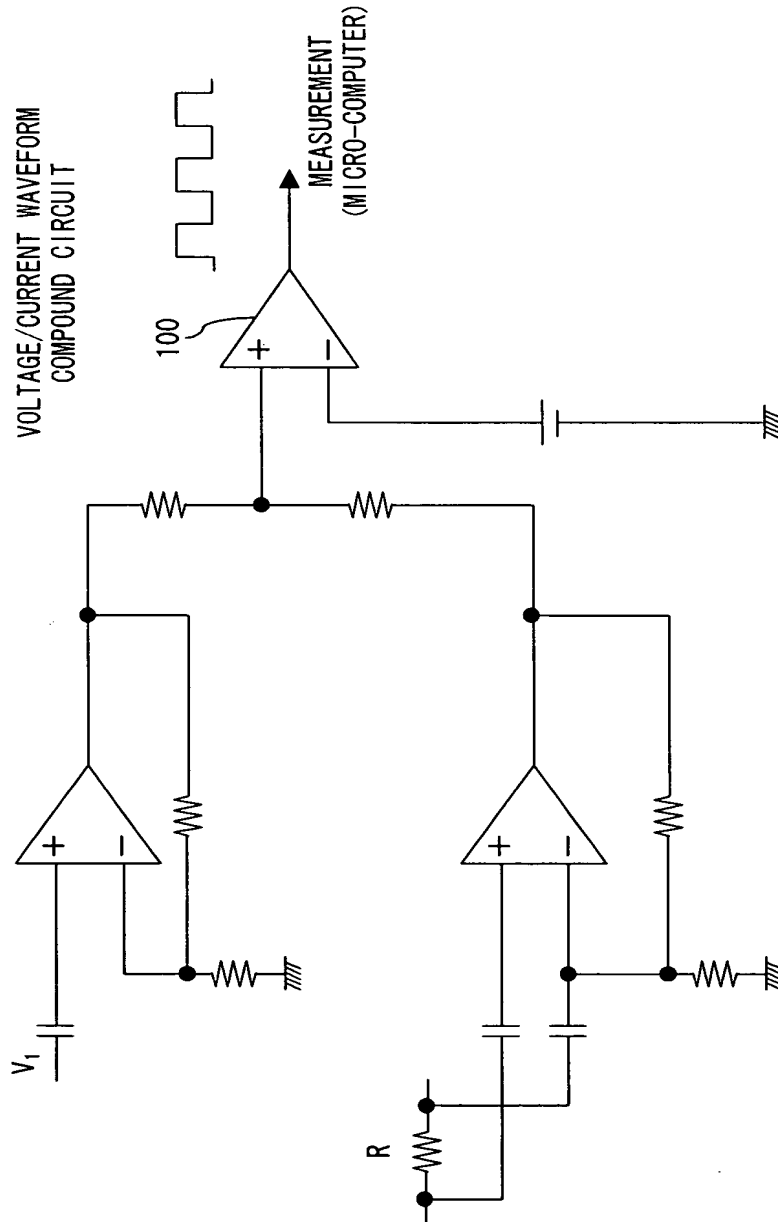 VOLTAGE/CURRENT WAVEFORM
COMPOUND CIRCUIT
100
+
−
MEASUREMENT
(MICRO-COMPUTER)
V₁
+
−
R
+
−